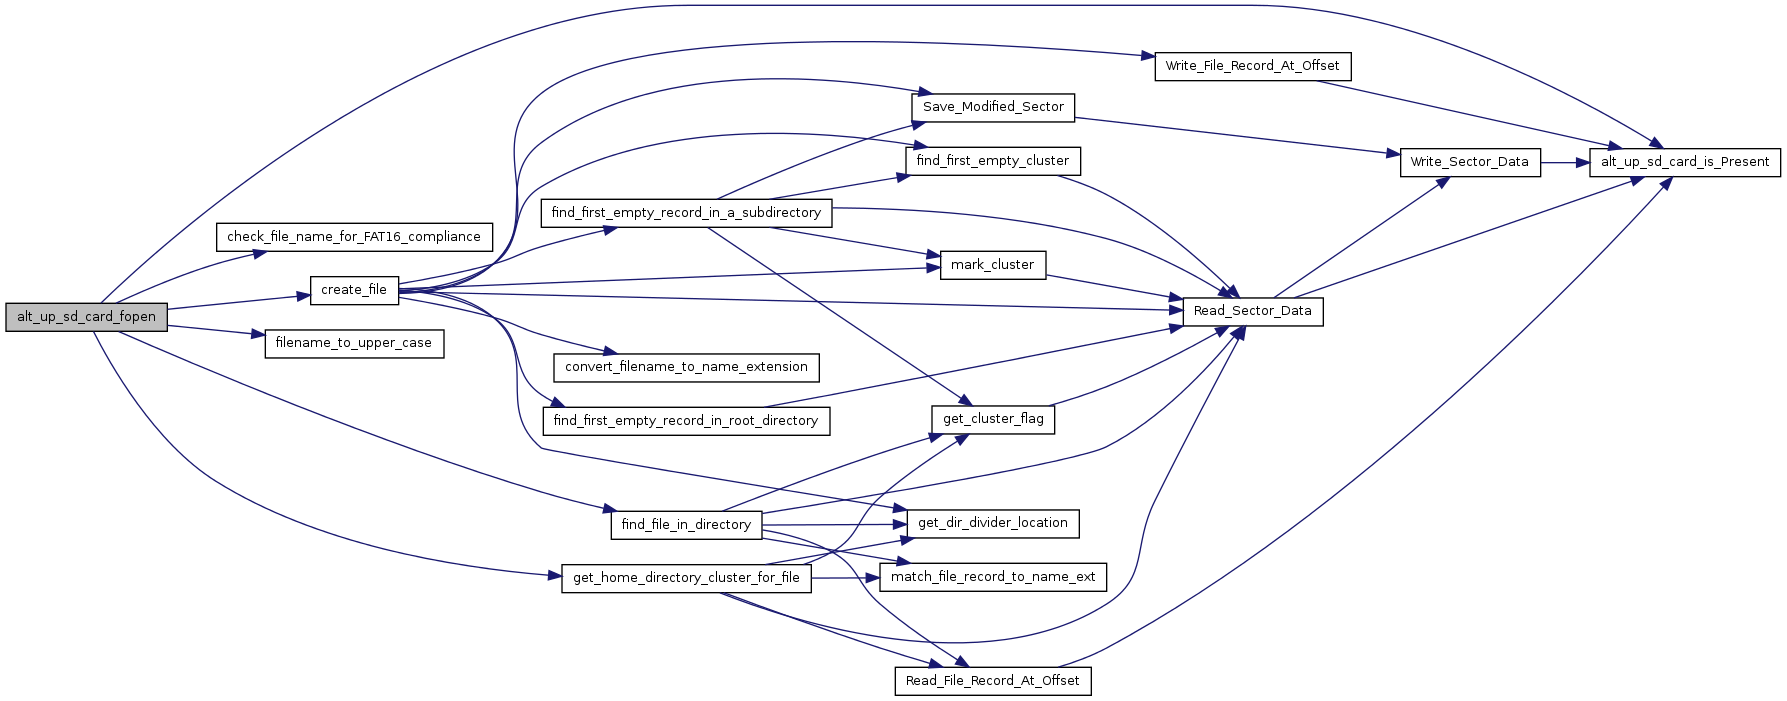 Write_File_Record_At_Offset
Save_Modified_Sector
find_first_empty_cluster
Write_Sector_Data
alt_up_sd_card_is_Present
find_first_empty_record_in_a_subdirectory
check_file_name_for_FAT16_compliance
mark_cluster
create_file
Read_Sector_Data
alt_up_sd_card_fopen
filename_to_upper_case
convert_filename_to_name_extension
find_first_empty_record_in_root_directory
get_cluster_flag
find_file_in_directory
get_dir_divider_location
get_home_directory_cluster_for_file
match_file_record_to_name_ext
Read_File_Record_At_Offset